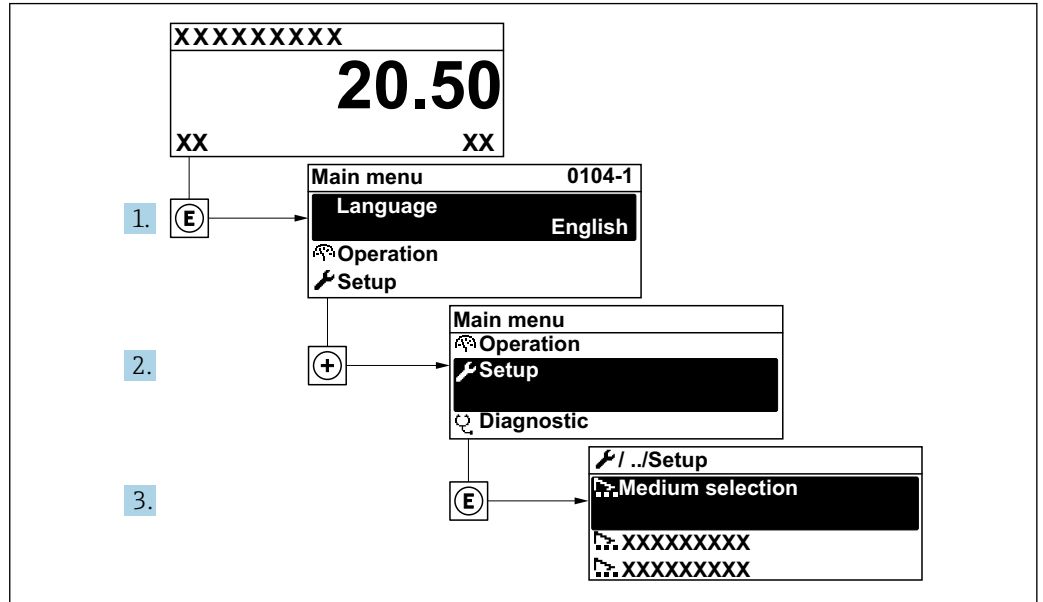 XXXXXXXXX
20.50
XX XX
Main menu 0104-1
Language
English
1. E
Operation
Setup
Main menu
Operation
2. +
Setup
Diagnostic
/ ../Setup
Medium selection
3. E
XXXXXXXXX
XXXXXXXXX